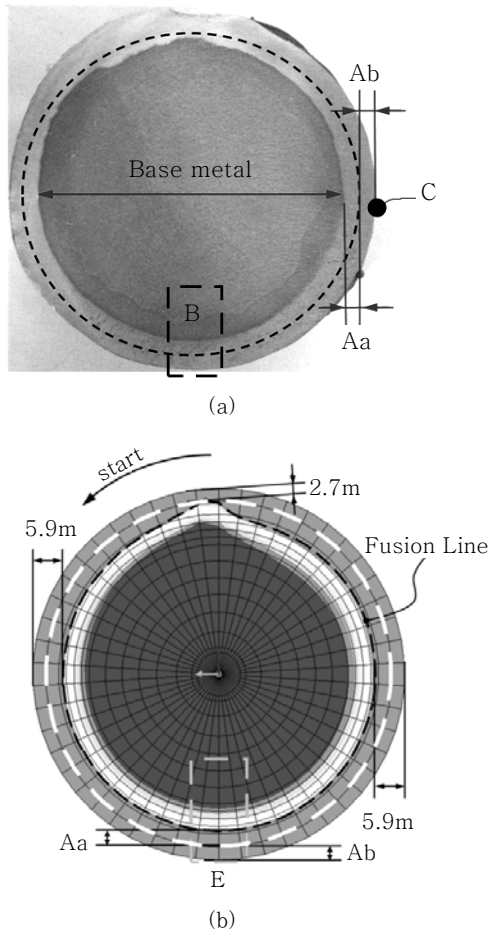 Ab
Base metal
C
B
Aa
(a)
start
2.7m
5.9m
Fusion Line
5.9m
Aa
Ab
E
(b)